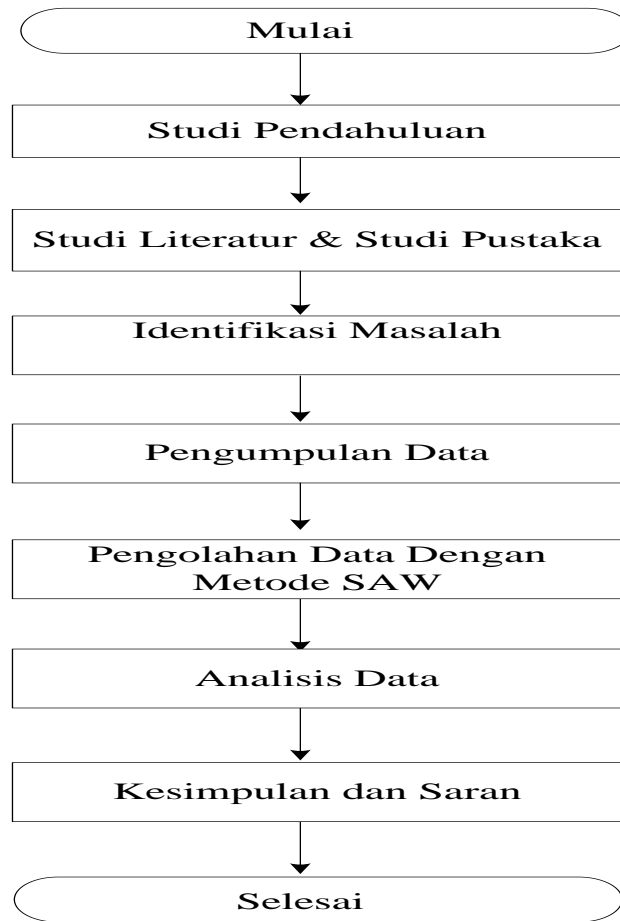 Mulai
Studi Pendahuluan
Studi Literatur & Studi Pustaka
Identifikasi Masalah
Pengumpulan Data
Pengolahan Data Dengan
Metode SAW
Analisis Data
Kesimpulan dan Saran
Selesai